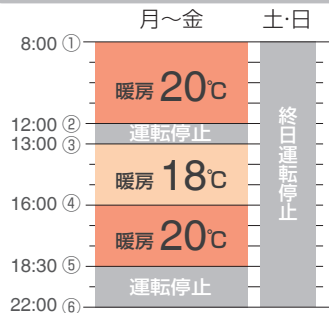 月～金 土・日
8:00 ①
暖房 20℃
12:00 ②
運転停止
13:00 ③
暖房 18℃
16:00 ④
暖房 20℃
18:30 ⑤
運転停止
22:00 ⑥
終日運転停止